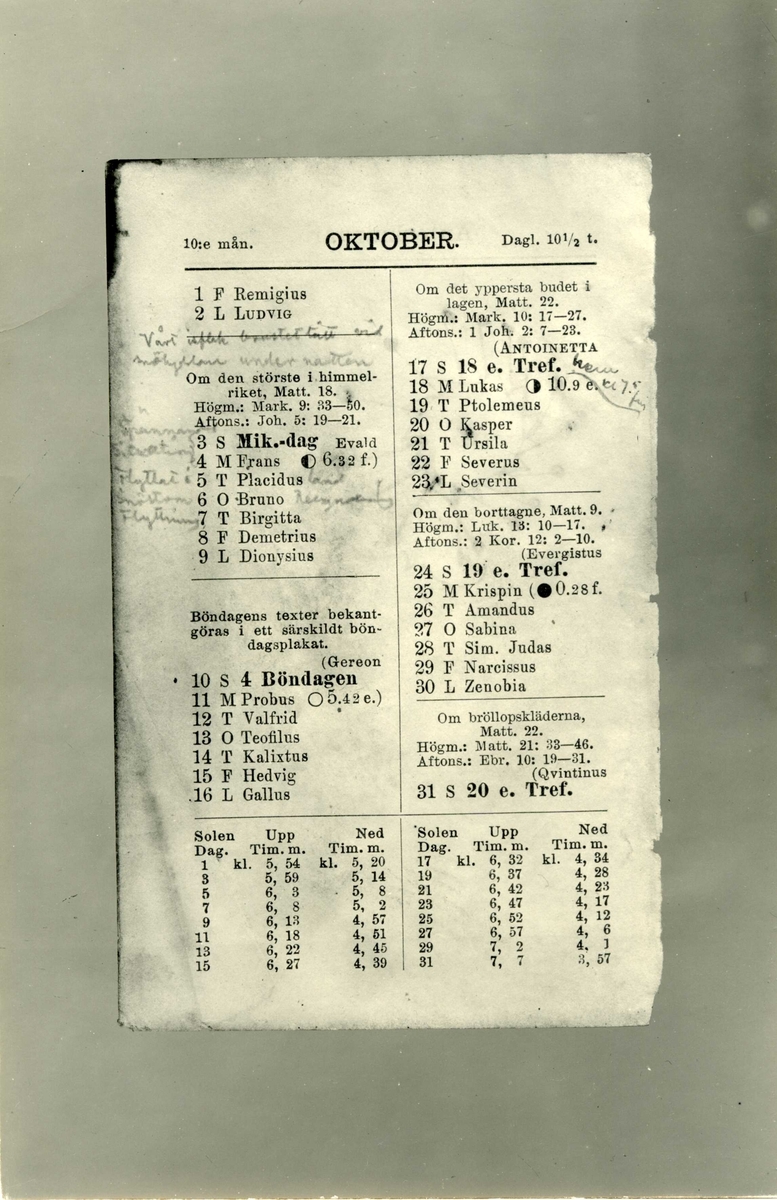 10:e mån. OKTOBER. Dagl. 10½ t.
1 F Remigius
2 L LUDVIG
Vårt isflak brustet tätt vid
under natten
Om den störste i himmel-
riket, Matt. 18.
Högm.: Mark. 9: 33—50.
Aftons.: Joh. 5: 19—21.
3 S Mik.-dag Evald
4 M Frans ◐ 6.32 f.)
5 T Placidus
6 O Bruno
7 T Birgitta
8 F Demetrius
9 L Dionysius
Flyttat i
Flyttning
Böndagens texter bekant-
göras i ett särskildt bön-
dagsplakat.
(Gereon
10 S 4 Böndagen
11 M Probus ○ 5.42 e.)
12 T Valfrid
13 O Teofilus
14 T Kalixtus
15 F Hedvig
16 L Gallus
Om det yppersta budet i
lagen, Matt. 22.
Högm.: Mark. 10: 17—27.
Aftons.: 1 Joh. 2: 7—23.
(ANTOINETTA
17 S 18 e. Tref. hem
18 M Lukas ◑ 10.9 e. kl 7.5
19 T Ptolemeus
20 O Kasper
21 T Ursila
22 F Severus
23 L Severin
Om den borttagne, Matt. 9.
Högm.: Luk. 13: 10—17.
Aftons.: 2 Kor. 12: 2—10.
(Evergistus
24 S 19 e. Tref.
25 M Krispin (● 0.28 f.
26 T Amandus
27 O Sabina
28 T Sim. Judas
29 F Narcissus
30 L Zenobia
Om bröllopskläderna,
Matt. 22.
Högm.: Matt. 21: 33—46.
Aftons.: Ebr. 10: 19—31.
(Qvintinus
31 S 20 e. Tref.
Solen Upp Ned
Dag. Tim. m. Tim. m.
1 kl. 5, 54 kl. 5, 20
3 5, 59 5, 14
5 6, 3 5, 8
7 6, 8 5, 2
9 6, 13 4, 57
11 6, 18 4, 51
13 6, 22 4, 45
15 6, 27 4, 39
Solen Upp Ned
Dag. Tim. m. Tim. m.
17 kl. 6, 32 kl. 4, 34
19 6, 37 4, 28
21 6, 42 4, 23
23 6, 47 4, 17
25 6, 52 4, 12
27 6, 57 4, 6
29 7, 2 4, 1
31 7, 7 3, 57